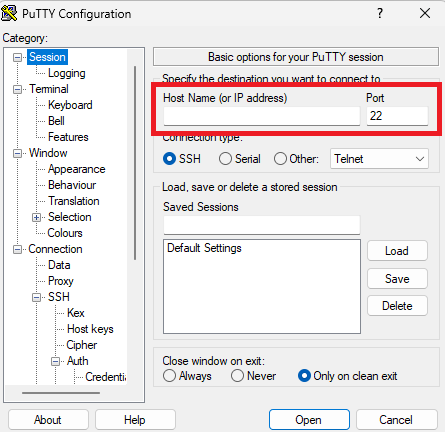 PuTTY Configuration
?
Category:
Session
Logging
Terminal
Keyboard
Bell
Features
Window
Appearance
Behaviour
Translation
Selection
Colours
Connection
Data
Proxy
SSH
Kex
Host keys
Cipher
Auth
Credentia
Basic options for your PuTTY session
Specify the destination you want to connect to
Host Name (or IP address) Port
22
Connection type:
SSH Serial Other: Telnet
Load, save or delete a stored session
Saved Sessions
Default Settings
Load
Save
Delete
Close window on exit:
Always Never Only on clean exit
About Help Open Cancel